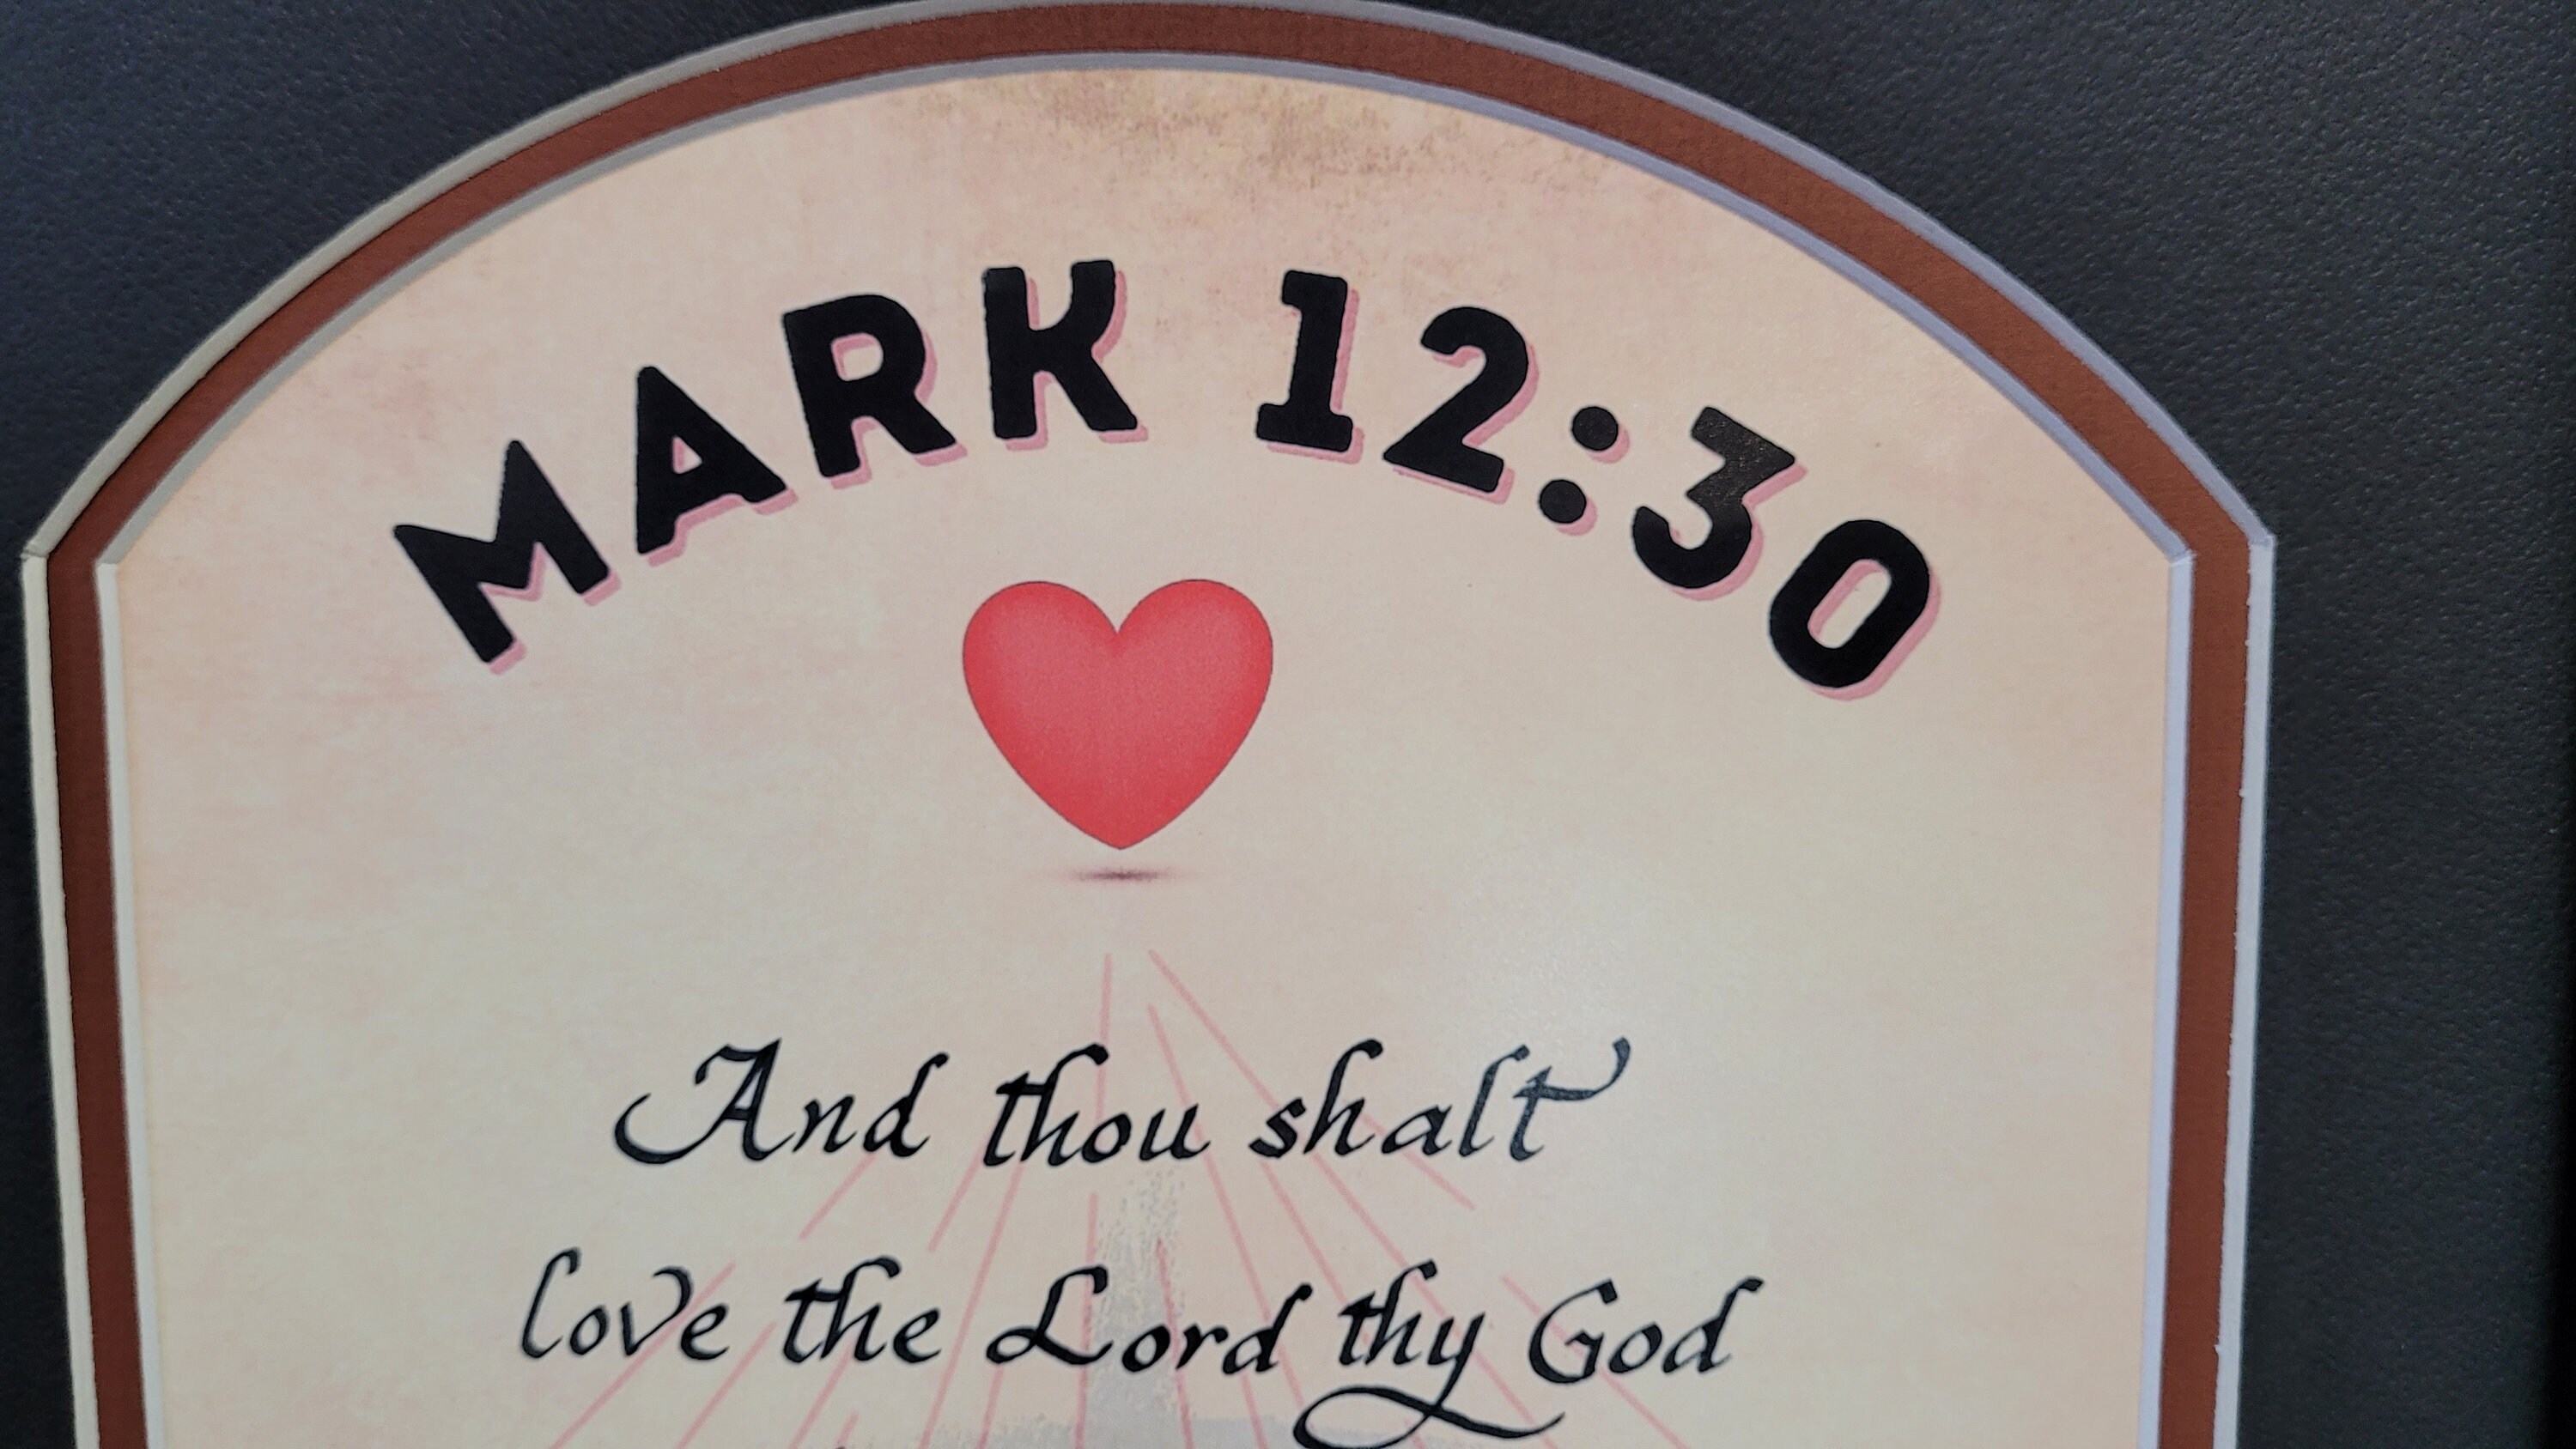 MARK 12:30
And thou shalt
love the Lord thy God